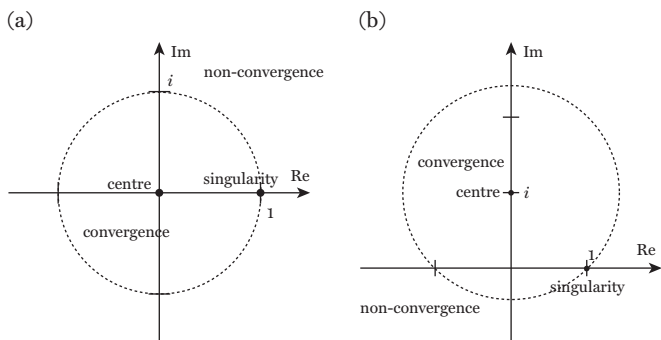 (a)
Im
non-convergence
i
centre
singularity
Re
1
convergence
(b)
Im
convergence
centre
i
1
Re
singularity
non-convergence